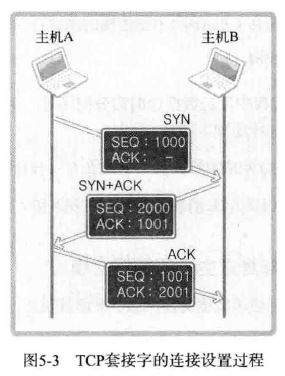 主机A
主机B
SYN
SEQ：1000
ACK： -
SYN+ACK
SEQ：2000
ACK：1001
ACK
SEQ：1001
ACK：2001
图5-3 TCP套接字的连接设置过程